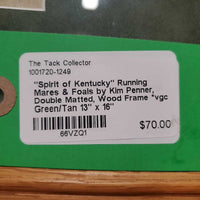 The Tack Collector
1001720-1249
"Spirit of Kentucky" Running
Mares & Foals by Kim Penner,
Double Matted, Wood Frame *vgc
Green/Tan 13" x 16"
66VZQ1
$70.00